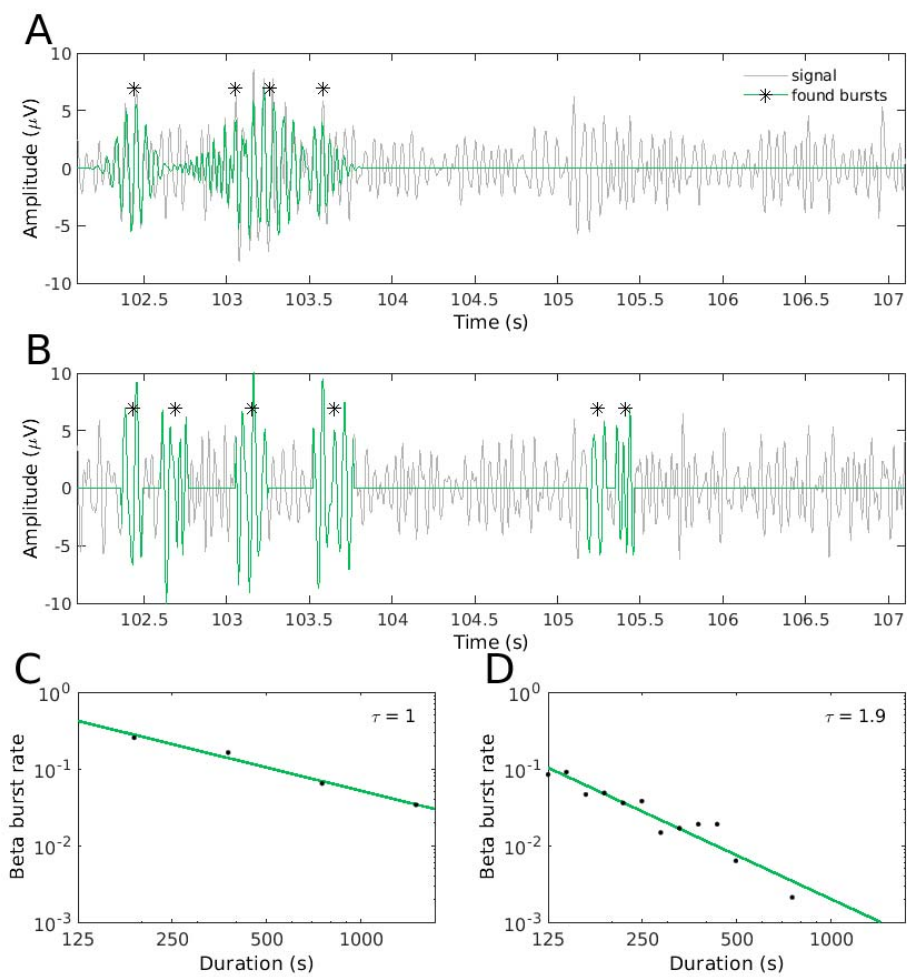 A
10
5
0
-5
-10
Amplitude (μV)
signal
found bursts
102.5 103 103.5 104 104.5 105 105.5 106 106.5 107
Time (s)
B
10
5
0
-5
-10
Amplitude (μV)
102.5 103 103.5 104 104.5 105 105.5 106 106.5 107
Time (s)
C
10^0
10^-1
10^-2
10^-3
Beta burst rate
τ = 1
125 250 500 1000
Duration (s)
D
10^0
10^-1
10^-2
10^-3
Beta burst rate
τ = 1.9
125 250 500 1000
Duration (s)